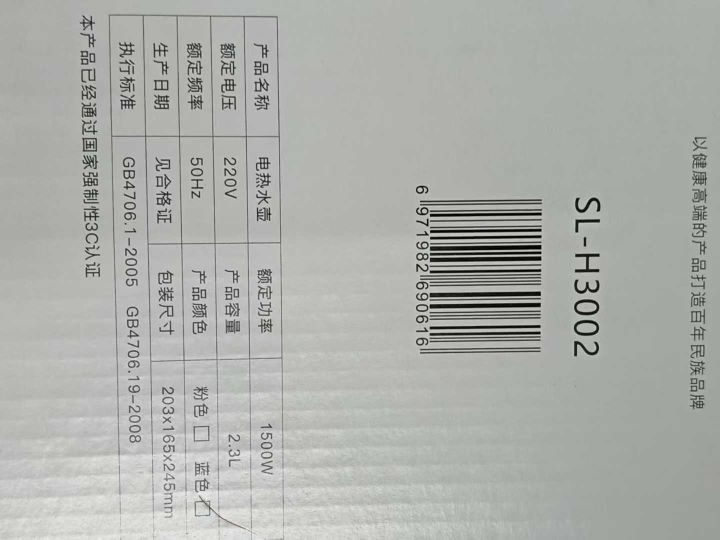 以健康高端的产品打造百年民族品牌
SL-H3002
6 971982 690616
产品名称 电热水壶 额定功率 1500W
额定电压 220V 产品容量 2.3L
额定频率 50Hz 产品颜色 粉色□ 蓝色□
生产日期 见合格证 包装尺寸 203x165x245mm
执行标准 GB4706.1-2005 GB4706.19-2008
本产品已经通过国家强制性3C认证